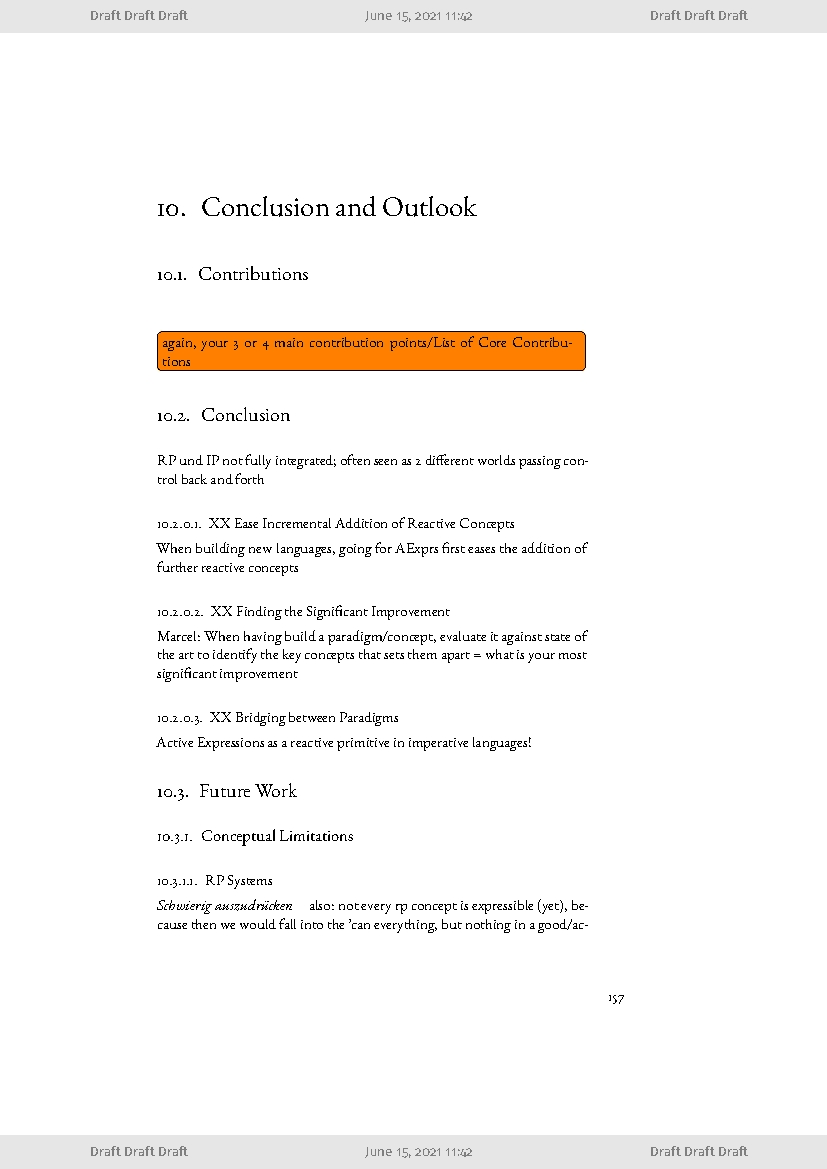 Draft Draft Draft June 15, 2021 11:42 Draft Draft Draft
10. Conclusion and Outlook
10.1. Contributions
again, your 3 or 4 main contribution points/List of Core Contribu-
tions
10.2. Conclusion
RP und IP not fully integrated; often seen as 2 different worlds passing con-
trol back and forth
10.2.0.1. XX Ease Incremental Addition of Reactive Concepts
When building new languages, going for AExprs first eases the addition of
further reactive concepts
10.2.0.2. XX Finding the Significant Improvement
Marcel: When having build a paradigm/concept, evaluate it against state of
the art to identify the key concepts that sets them apart = what is your most
significant improvement
10.2.0.3. XX Bridging between Paradigms
Active Expressions as a reactive primitive in imperative languages!
10.3. Future Work
10.3.1. Conceptual Limitations
10.3.1.1. RP Systems
Schwierig auszudrücken also: not every rp concept is expressible (yet), be-
cause then we would fall into the 'can everything, but nothing in a good/ac-
157
Draft Draft Draft June 15, 2021 11:42 Draft Draft Draft